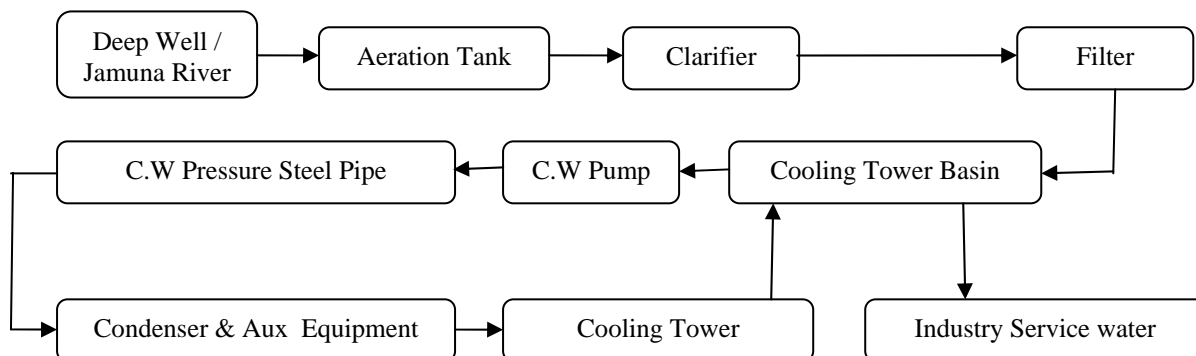 Deep Well /
Jamuna River
Aeration Tank
Clarifier
Filter
C.W Pressure Steel Pipe
C.W Pump
Cooling Tower Basin
Condenser & Aux Equipment
Cooling Tower
Industry Service water